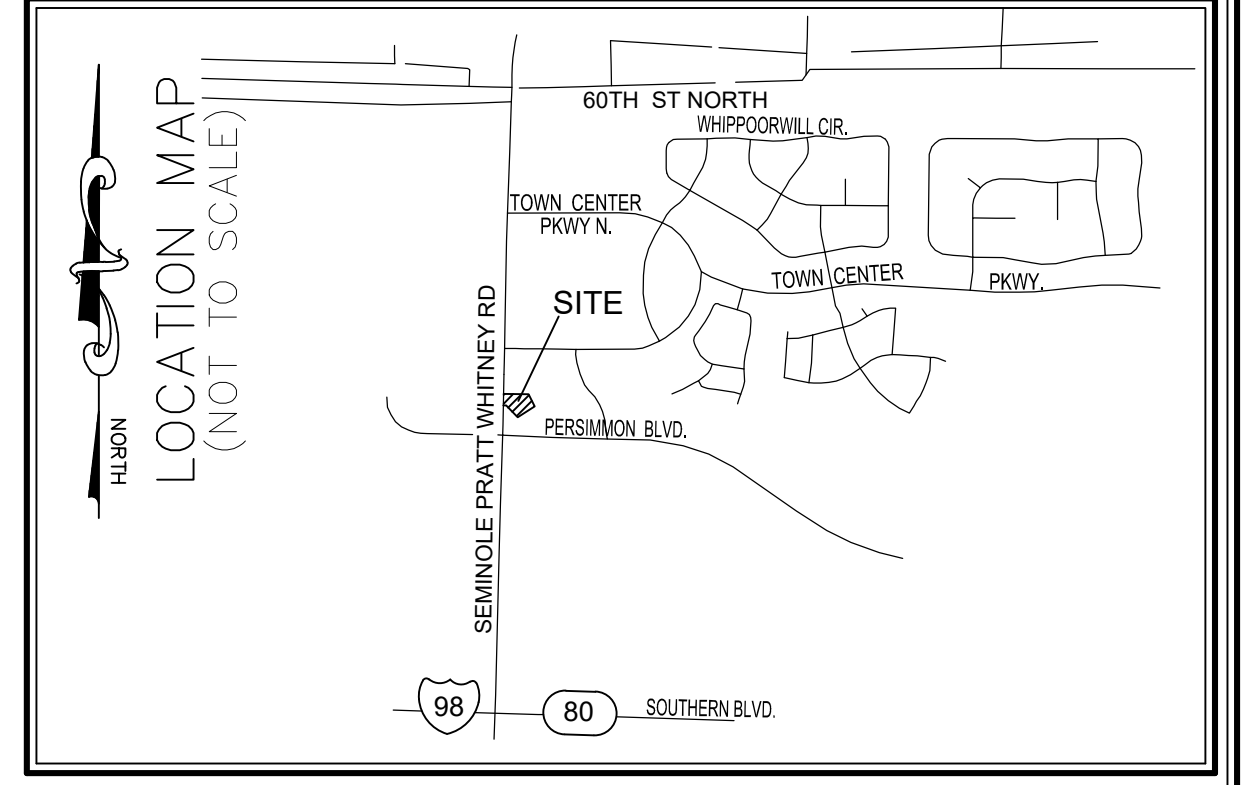 LOCATION MAP
(NOT TO SCALE)
NORTH
60TH ST NORTH
WHIPPOORWILL CIR.
TOWN CENTER
PKWY N.
TOWN CENTER
PKWY.
SITE
SEMINOLE PRATT WHITNEY RD
PERSIMMON BLVD.
98
80
SOUTHERN BLVD.